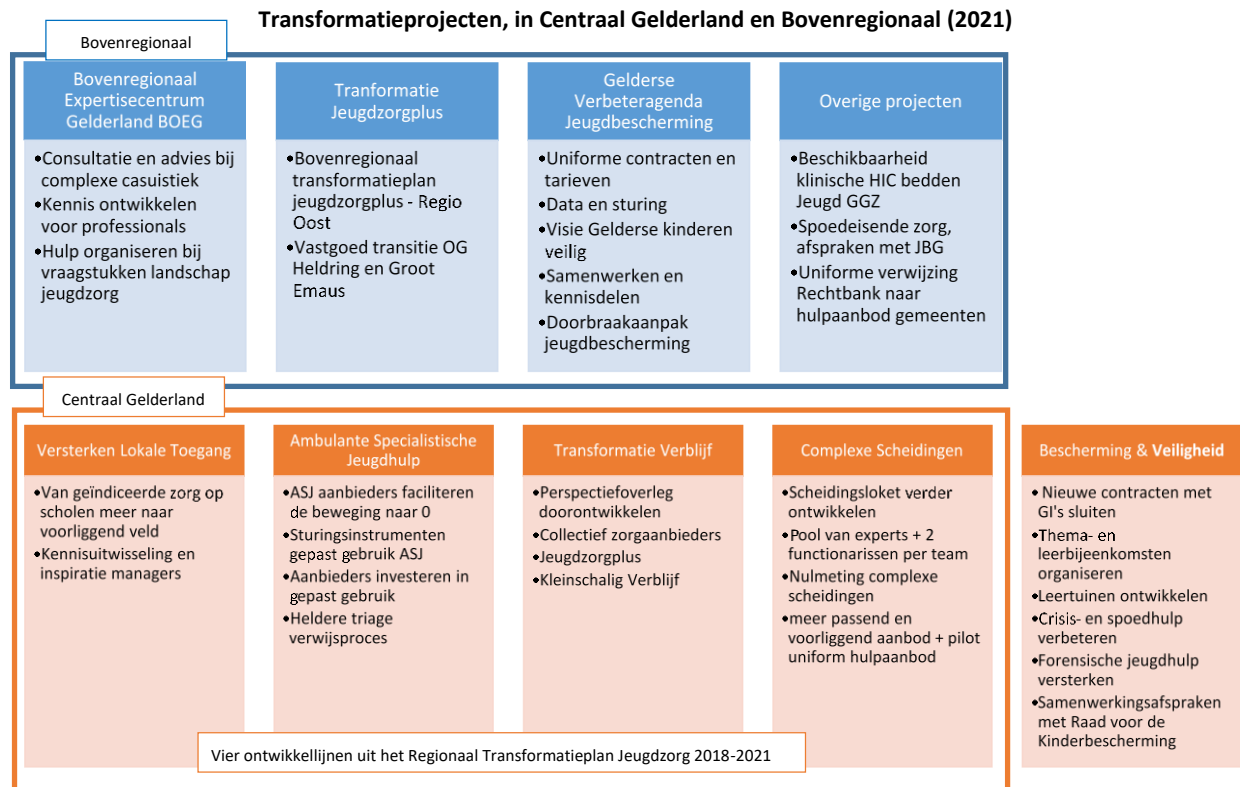 Transformatieprojecten, in Centraal Gelderland en Bovenregionaal (2021)
Bovenregionaal
Bovenregionaal
Expertisecentrum
Gelderland BOEG
•Consultatie en advies bij
complexe casuistiek
•Kennis ontwikkelen
voor professionals
•Hulp organiseren bij
vraagstukken landschap
jeugdzorg
Tranformatie
Jeugdzorgplus
•Bovenregionaal
transformatieplan
jeugdzorgplus - Regio
Oost
•Vastgoed transitie OG
Heldring en Groot
Emaus
Gelderse
Verbeteragenda
Jeugdbescherming
•Uniforme contracten en
tarieven
•Data en sturing
•Visie Gelderse kinderen
veilig
•Samenwerken en
kennisdelen
•Doorbraakaanpak
jeugdbescherming
Overige projecten
•Beschikbaarheid
klinische HIC bedden
Jeugd GGZ
•Spoedeisende zorg,
afspraken met JBG
•Uniforme verwijzing
Rechtbank naar
hulpaanbod gemeenten
Centraal Gelderland
Versterken Lokale Toegang
•Van geïndiceerde zorg op
scholen meer naar
voorliggend veld
•Kennisuitwisseling en
inspiratie managers
Ambulante Specialistische
Jeugdhulp
•ASJ aanbieders faciliteren
de beweging naar 0
•Sturingsinstrumenten
gepast gebruik ASJ
•Aanbieders investeren in
gepast gebruik
•Heldere triage
verwijsproces
Transformatie Verblijf
•Perspectiefoverleg
doorontwikkelen
•Collectief zorgaanbieders
•Jeugdzorgplus
•Kleinschalig Verblijf
Complexe Scheidingen
•Scheidingsloket verder
ontwikkelen
•Pool van experts + 2
functionarissen per team
•Nulmeting complexe
scheidingen
•meer passend en
voorliggend aanbod + pilot
uniform hulpaanbod
Bescherming & Veiligheid
• Nieuwe contracten met
GI's sluiten
•Thema- en
leerbijeenkomsten
organiseren
•Leertuinen ontwikkelen
•Crisis- en spoedhulp
verbeteren
•Forensische jeugdhulp
versterken
•Samenwerkingsafspraken
met Raad voor de
Kinderbescherming
Vier ontwikkellijnen uit het Regionaal Transformatieplan Jeugdzorg 2018-2021